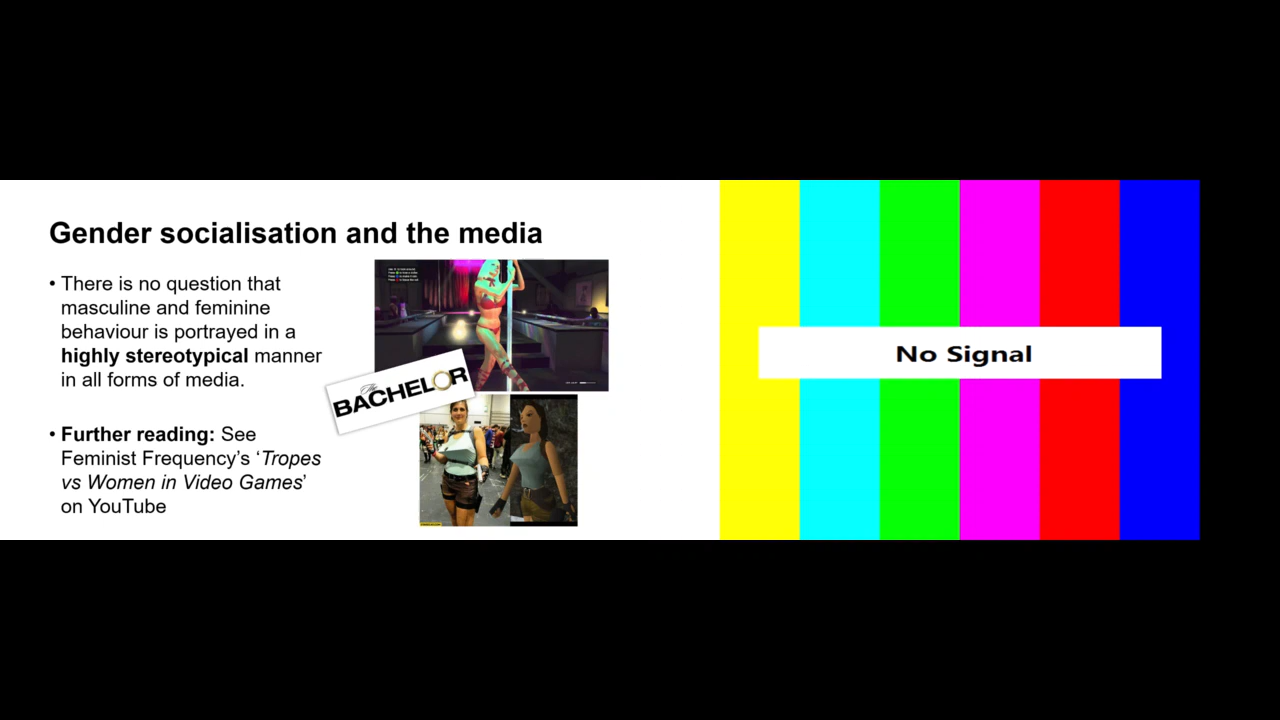 Gender socialisation and the media
• There is no question that
masculine and feminine
behaviour is portrayed in a
highly stereotypical manner
in all forms of media.
• Further reading: See
Feminist Frequency’s ‘Tropes
vs Women in Video Games’
on YouTube
The
BACHELOR
No Signal